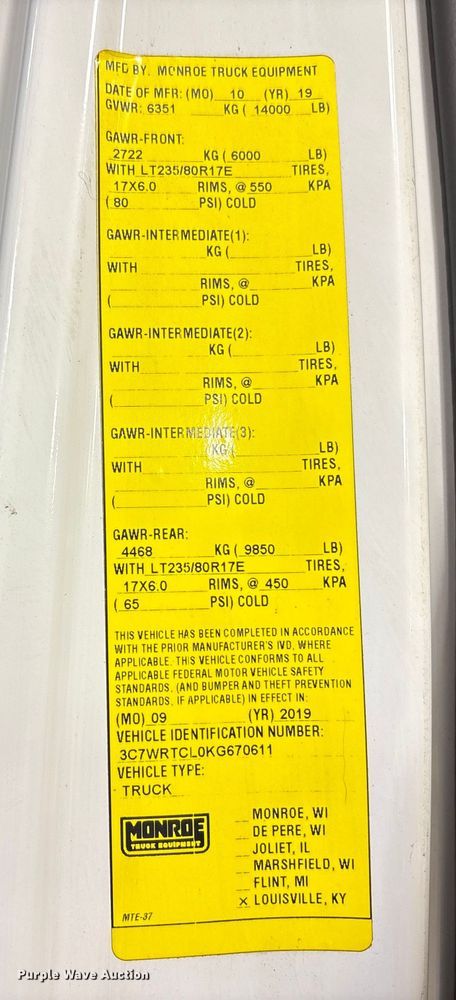 MFG BY. MONROE TRUCK EQUIPMENT
DATE OF MFR: (MO) 10 (YR) 19
GVWR: 6351 KG ( 14000 LB)
GAWR-FRONT:
2722 KG ( 6000 LB)
WITH LT235/80R17E TIRES,
17X6.0 RIMS, @ 550 KPA
( 80 PSI) COLD
GAWR-INTERMEDIATE(1):
KG ( LB)
WITH TIRES,
RIMS, @ KPA
( PSI) COLD
GAWR-INTERMEDIATE(2):
KG ( LB)
WITH TIRES,
RIMS, @ KPA
( PSI) COLD
GAWR-INTERMEDIATE(3):
KG ( LB)
WITH TIRES,
RIMS, @ KPA
( PSI) COLD
GAWR-REAR:
4468 KG ( 9850 LB)
WITH LT235/80R17E TIRES,
17X6.0 RIMS, @ 450 KPA
( 65 PSI) COLD
THIS VEHICLE HAS BEEN COMPLETED IN ACCORDANCE
WITH THE PRIOR MANUFACTURER'S IVD, WHERE
APPLICABLE. THIS VEHICLE CONFORMS TO ALL
APPLICABLE FEDERAL MOTOR VEHICLE SAFETY
STANDARDS, (AND BUMPER AND THEFT PREVENTION
STANDARDS, IF APPLICABLE) IN EFFECT IN:
(MO) 09 (YR) 2019
VEHICLE IDENTIFICATION NUMBER:
3C7WRTCL0KG670611
VEHICLE TYPE:
TRUCK
MONROE
TRUCK EQUIPMENT
MONROE, WI
DE PERE, WI
JOLIET, IL
MARSHFIELD, WI
FLINT, MI
X LOUISVILLE, KY
MTE-37
Purple Wave Auction